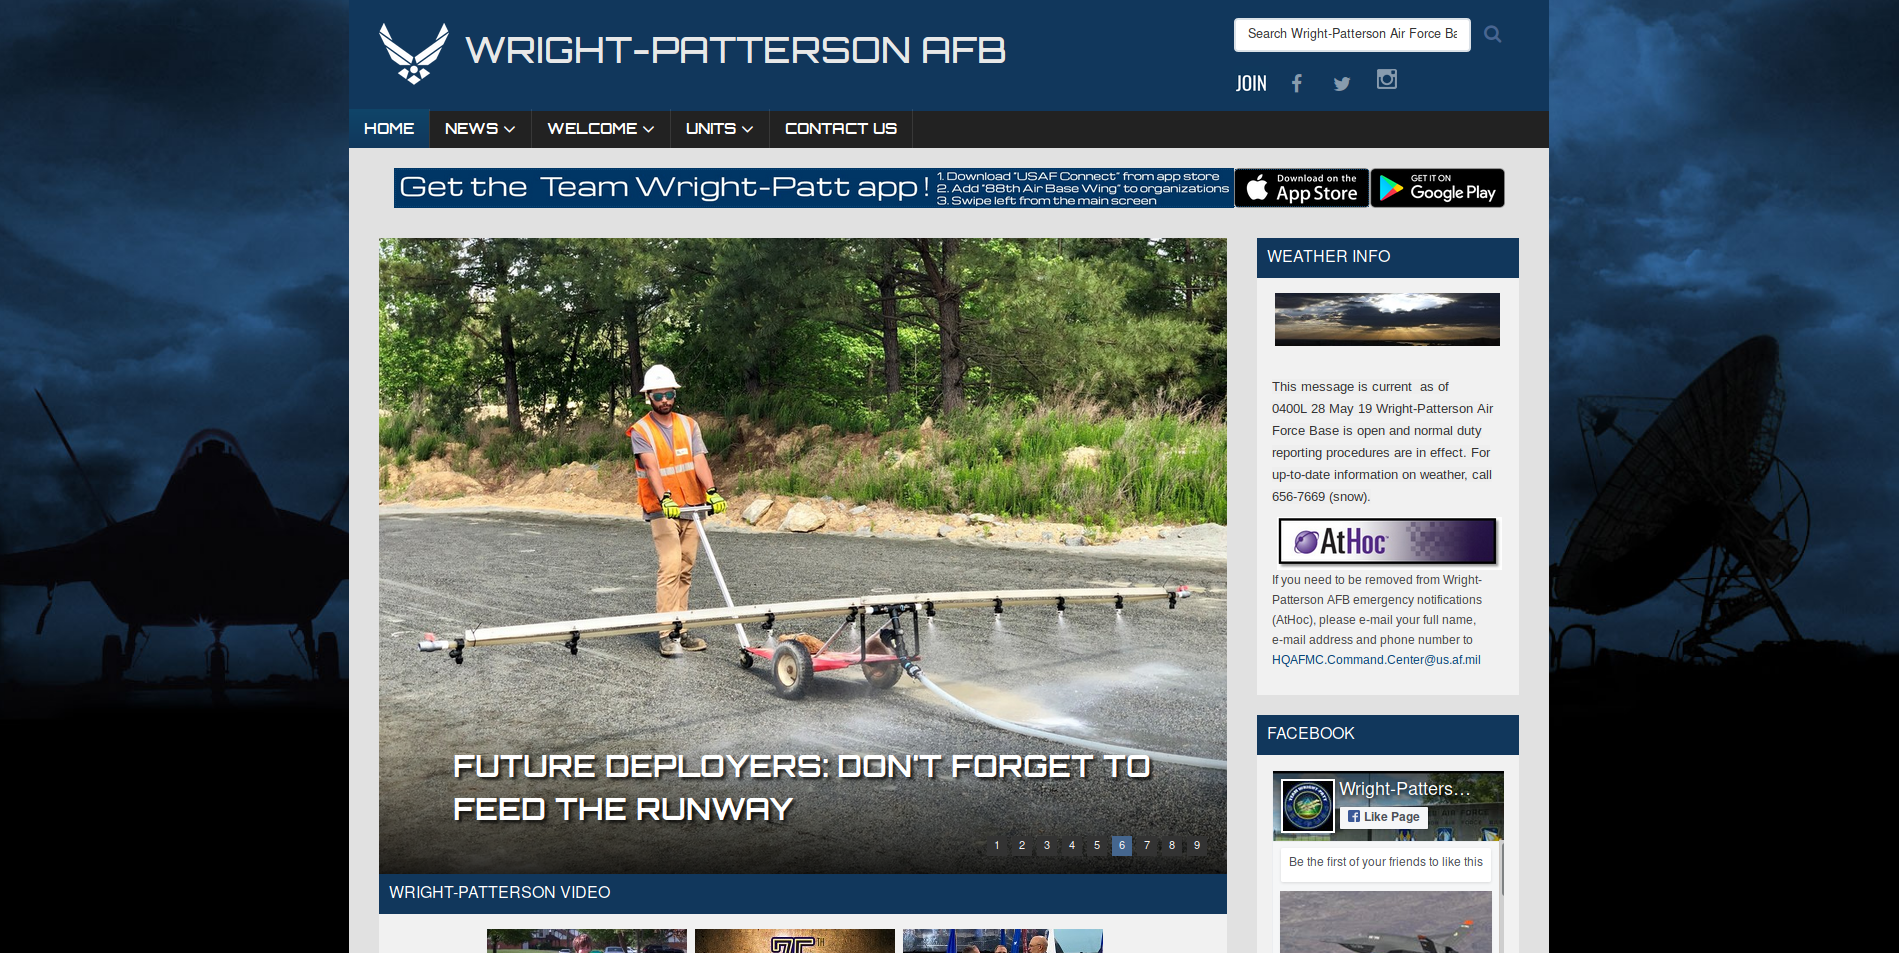 WRIGHT-PATTERSON AFB
Search Wright-Patterson Air Force Ba
JOIN
HOME
NEWS
WELCOME
UNITS
CONTACT US
Get the Team Wright-Patt app!
1. Download "USAF Connect" from app store
2. Add "88th Air Base Wing" to organizations
3. Swipe left from the main screen
Download on the
App Store
GET IT ON
Google Play
FUTURE DEPLOYERS: DON'T FORGET TO
FEED THE RUNWAY
1 2 3 4 5 6 7 8 9
WRIGHT-PATTERSON VIDEO
WEATHER INFO
This message is current  as of
0400L 28 May 19 Wright-Patterson Air
Force Base is open and normal duty
reporting procedures are in effect. For
up-to-date information on weather, call
656-7669 (snow).
AtHoc
If you need to be removed from Wright-
Patterson AFB emergency notifications
(AtHoc), please e-mail your full name,
e-mail address and phone number to
HQAFMC.Command.Center@us.af.mil
FACEBOOK
Wright-Patters...
Like Page
Be the first of your friends to like this